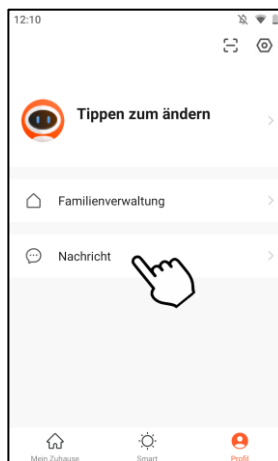 12:10
Tippen zum ändern
Familienverwaltung
Nachricht
Mein Zuhause Smart Profil